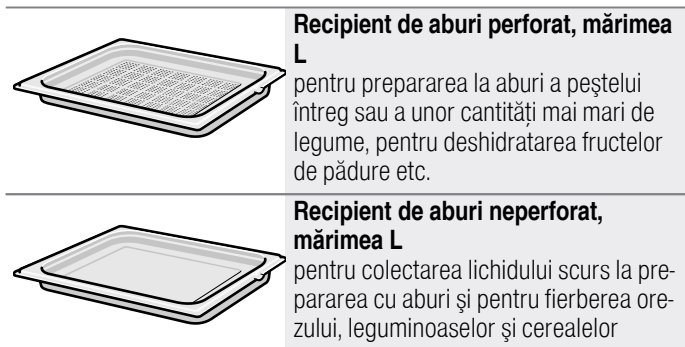 Recipient de aburi perforat, mărimea
L
pentru prepararea la aburi a peştelui
întreg sau a unor cantităţi mai mari de
legume, pentru deshidratarea fructelor
de pădure etc.
Recipient de aburi neperforat,
mărimea L
pentru colectarea lichidului scurs la pre-
pararea cu aburi şi pentru fierberea ore-
zului, leguminoaselor şi cerealelor